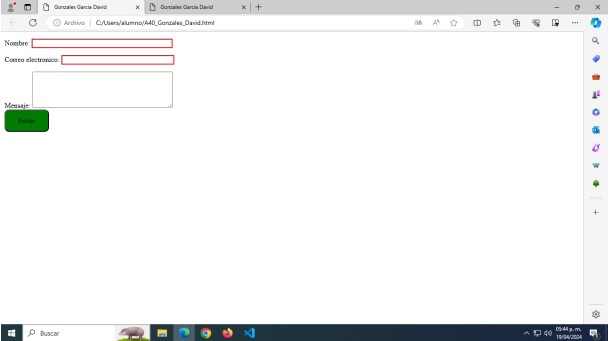 Gonzales Garcia David
Gonzales Garcia David
Archivo
C:/Users/alumno/A40_Gonzales_David.html
Nombre:
Correo electronico:
Mensaje:
Enviar
Buscar
05:44 p. m.
19/04/2024